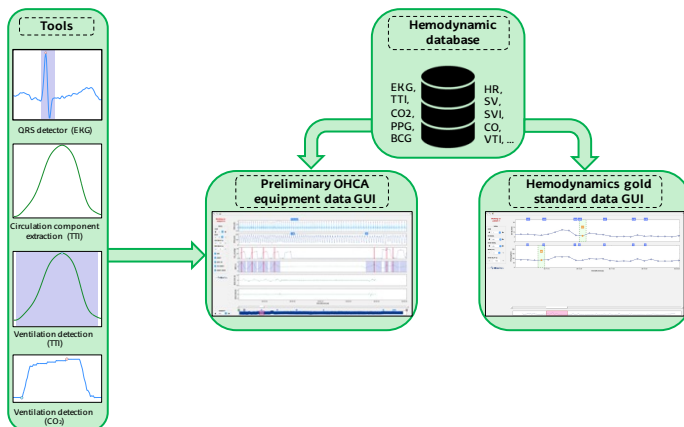 Tools
QRS detector (EKG)
Circulation component
extraction (TTI)
Ventilation detection
(TTI)
Ventilation detection
(CO₂)
Hemodynamic
database
EKG,
TTI,
CO2,
PPG,
BCG
HR,
SV,
SVI,
CO,
VTI, ...
Preliminary OHCA
equipment data GUI
Hemodynamics gold
standard data GUI